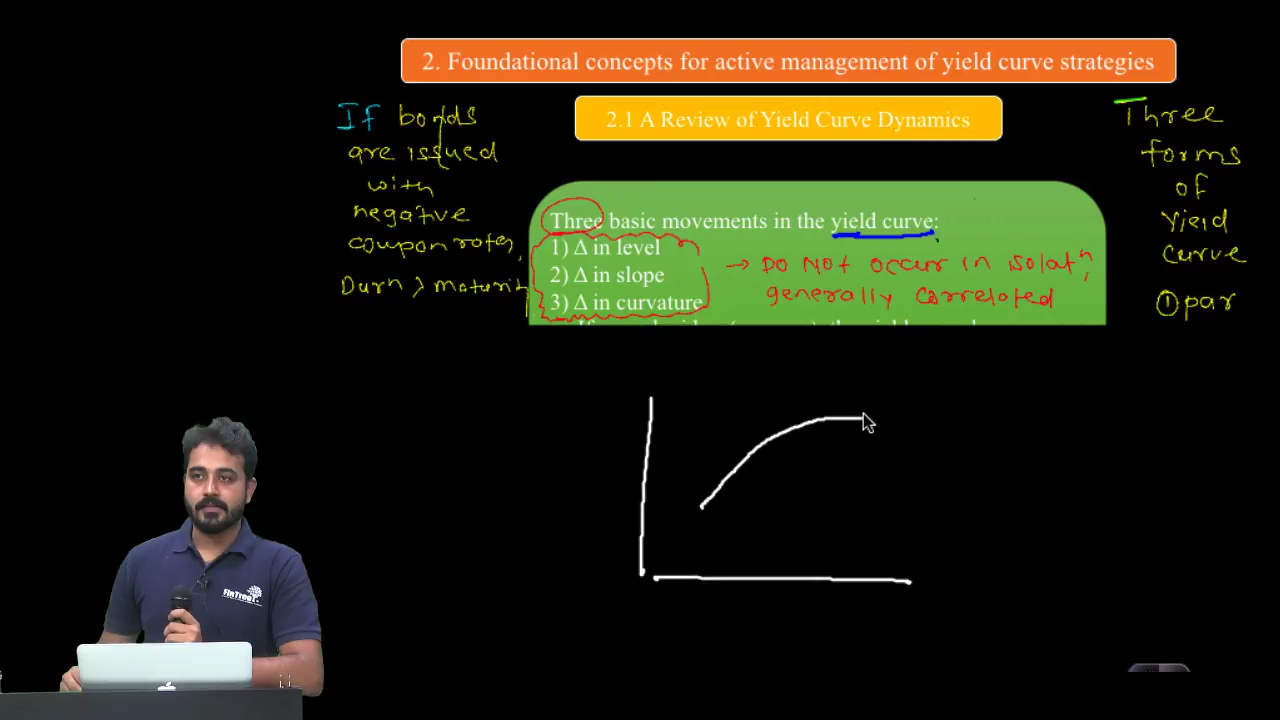 2. Foundational concepts for active management of yield curve strategies
2.1 A Review of Yield Curve Dynamics
If bonds
are issued
with
negative
coupon rates,
Durn > maturity
Three basic movements in the yield curve:
1) Δ in level
2) Δ in slope
3) Δ in curvature
→ DO NOT occur in isolatⁿ,
generally correlated
Three
forms
of
Yield
curve
① par
FinTree